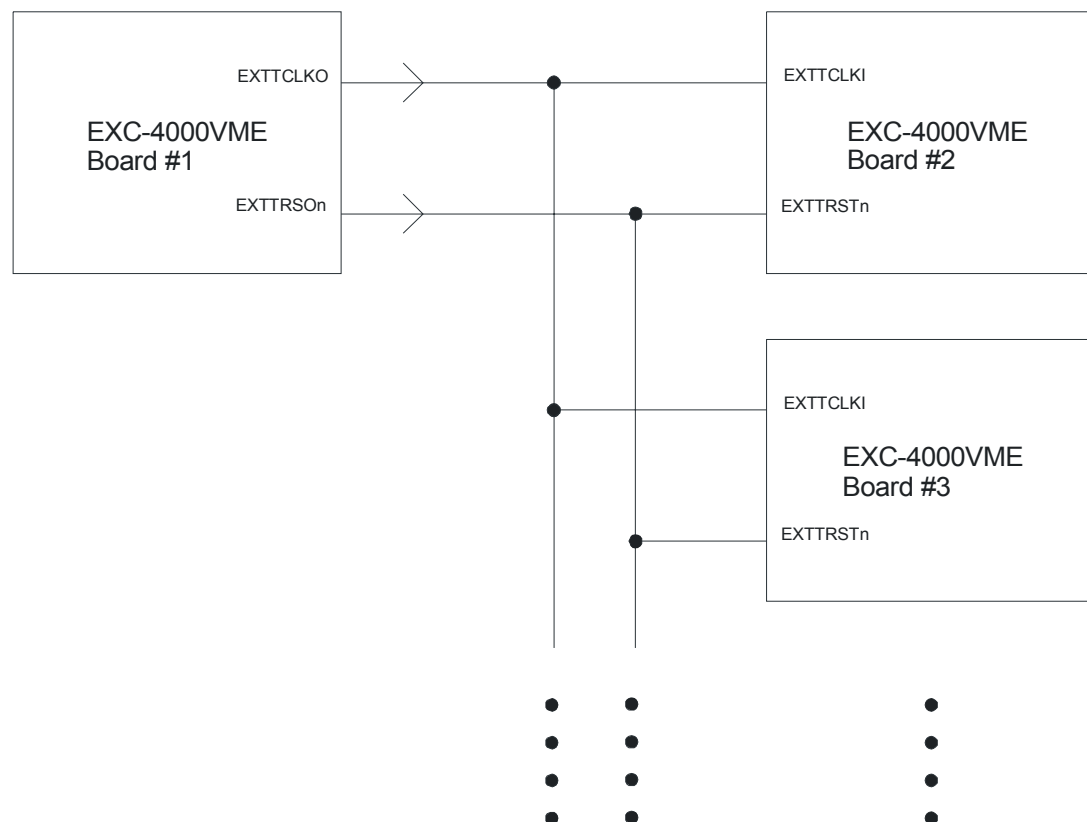 EXTTCLKO
EXC-4000VME
Board #1
EXTTRSOn
EXTTCLKI
EXC-4000VME
Board #2
EXTTRSTn
EXTTCLKI
EXC-4000VME
Board #3
EXTTRSTn